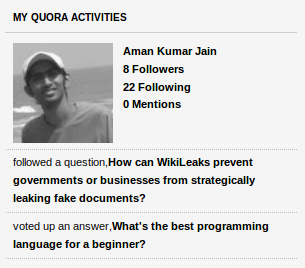 MY QUORA ACTIVITIES
Aman Kumar Jain
8 Followers
22 Following
0 Mentions
followed a question,How can WikiLeaks prevent
governments or businesses from strategically
leaking fake documents?
voted up an answer,What's the best programming
language for a beginner?